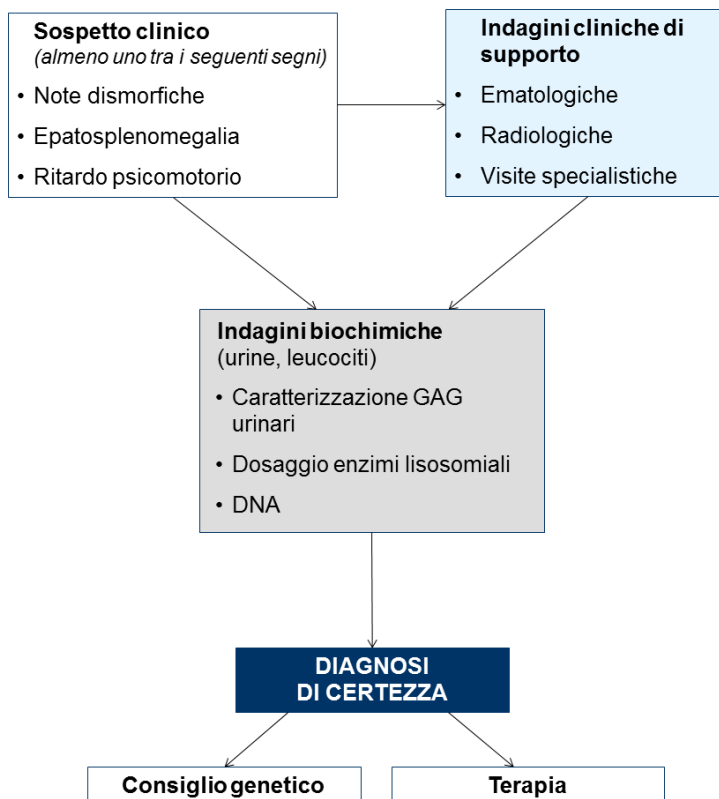 Sospetto clinico
(almeno uno tra i seguenti segni)
• Note dismorfiche
• Epatosplenomegalia
• Ritardo psicomotorio
Indagini cliniche di
supporto
• Ematologiche
• Radiologiche
• Visite specialistiche
Indagini biochimiche
(urine, leucociti)
• Caratterizzazione GAG
urinari
• Dosaggio enzimi lisosomiali
• DNA
DIAGNOSI
DI CERTEZZA
Consiglio genetico
Terapia